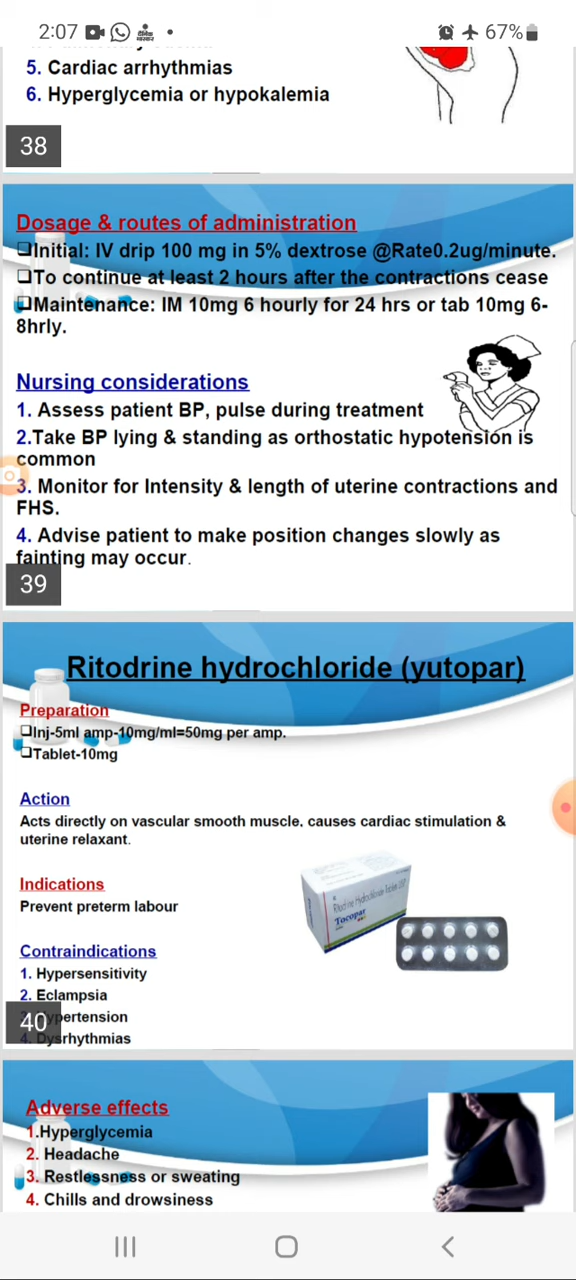 2:07
67%
5. Cardiac arrhythmias
6. Hyperglycemia or hypokalemia
38
Dosage & routes of administration
❑Initial: IV drip 100 mg in 5% dextrose @Rate0.2ug/minute.
❑To continue at least 2 hours after the contractions cease
❑Maintenance: IM 10mg 6 hourly for 24 hrs or tab 10mg 6-
8hrly.
Nursing considerations
1. Assess patient BP, pulse during treatment
2.Take BP lying & standing as orthostatic hypotension is
common
3. Monitor for Intensity & length of uterine contractions and
FHS.
4. Advise patient to make position changes slowly as
fainting may occur.
39
Ritodrine hydrochloride (yutopar)
Preparation
❑Inj-5ml amp-10mg/ml=50mg per amp.
❑Tablet-10mg
Action
Acts directly on vascular smooth muscle, causes cardiac stimulation &
uterine relaxant.
Indications
Prevent preterm labour
Ritodrine Hydrochloride Tablets USP
Tocopar
Contraindications
1. Hypersensitivity
2. Eclampsia
ypertension
40
4. Dysrhythmias
Adverse effects
1.Hyperglycemia
2. Headache
3. Restlessness or sweating
4. Chills and drowsiness